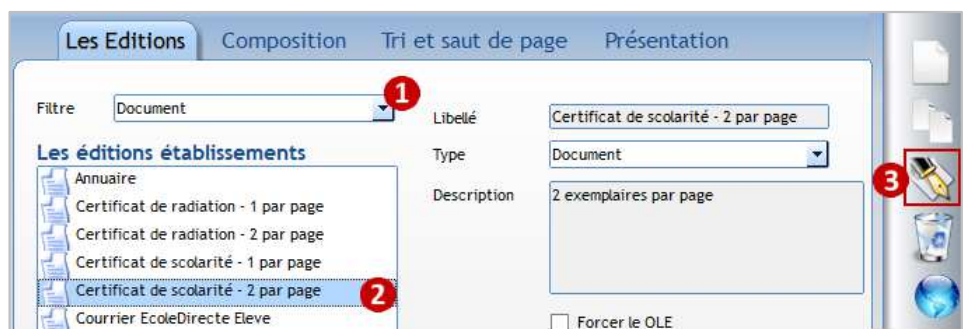 Les Editions Composition Tri et saut de page Présentation
Filtre Document 1
Libellé Certificat de scolarité - 2 par page
Les éditions établissements
Type Document
Annuaire
Description 2 exemplaires par page
3
Certificat de radiation - 1 par page
Certificat de radiation - 2 par page
Certificat de scolarité - 1 par page
Certificat de scolarité - 2 par page 2
Courrier EcoleDirecte Eleve
Forcer le OLE